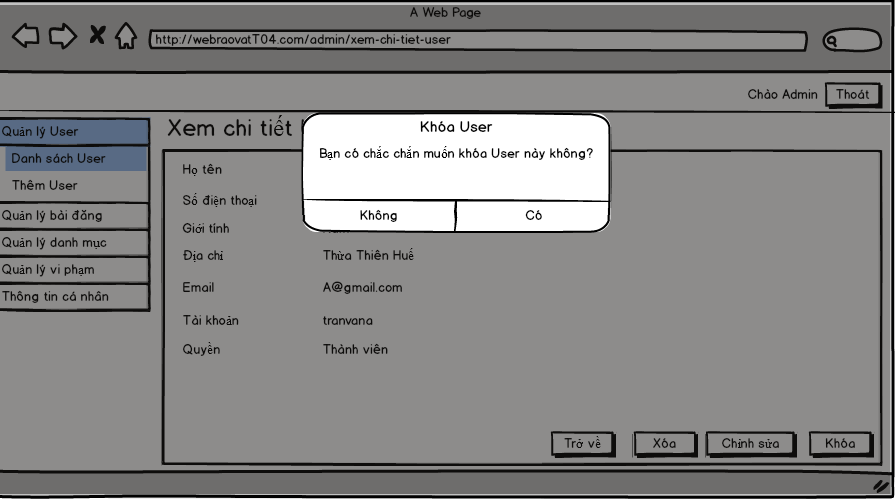 A Web Page
http://webraovatT04.com/admin/xem-chi-tiet-user
Chào Admin Thoát
Quản lý User
Danh sách User
Thêm User
Quản lý bài đăng
Quản lý danh mục
Quản lý vi phạm
Thông tin cá nhân
Xem chi tiết
Khóa User
Bạn có chắc chắn muốn khóa User này không?
Không Có
Họ tên
Số điện thoại
Giới tính
Địa chỉ Thừa Thiên Huế
Email A@gmail.com
Tài khoản tranvana
Quyền Thành viên
Trở về Xóa Chỉnh sửa Khóa